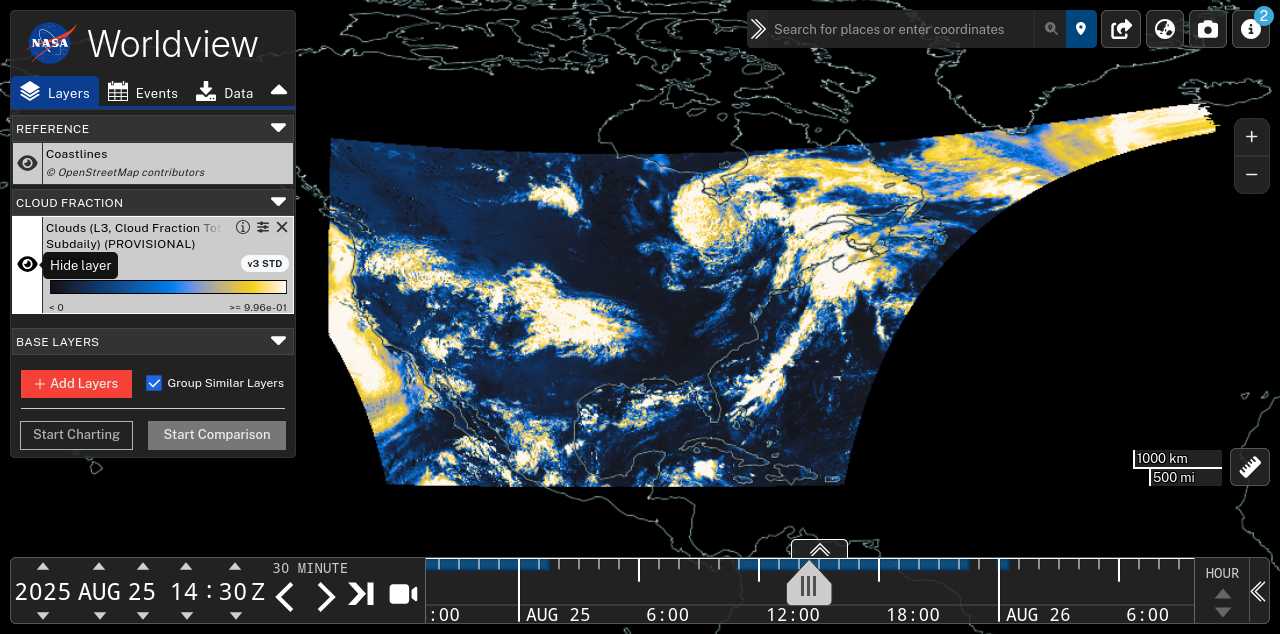 NASA
Worldview
Layers
Events
Data
REFERENCE
Coastlines
© OpenStreetMap contributors
CLOUD FRACTION
Clouds (L3, Cloud Fraction Tot
Subdaily) (PROVISIONAL)
Hide layer
v3 STD
< 0
>= 9.96e-01
BASE LAYERS
+ Add Layers
Group Similar Layers
Start Charting
Start Comparison
Search for places or enter coordinates
2
+
−
1000 km
500 mi
2025 AUG 25 14 : 30 Z
30 MINUTE
:00
AUG 25
6:00
12:00
18:00
AUG 26
6:00
HOUR